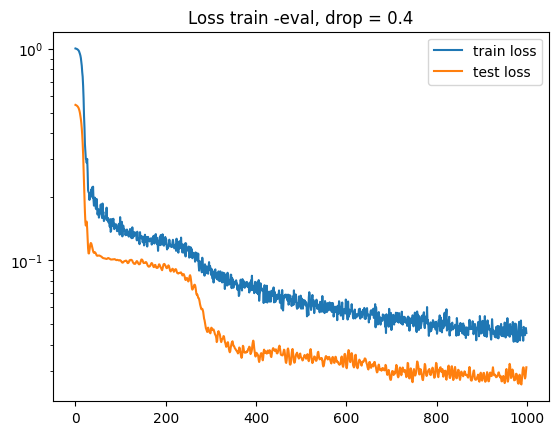 Loss train -eval, drop = 0.4
train loss
test loss
10⁰
10⁻¹
0 200 400 600 800 1000